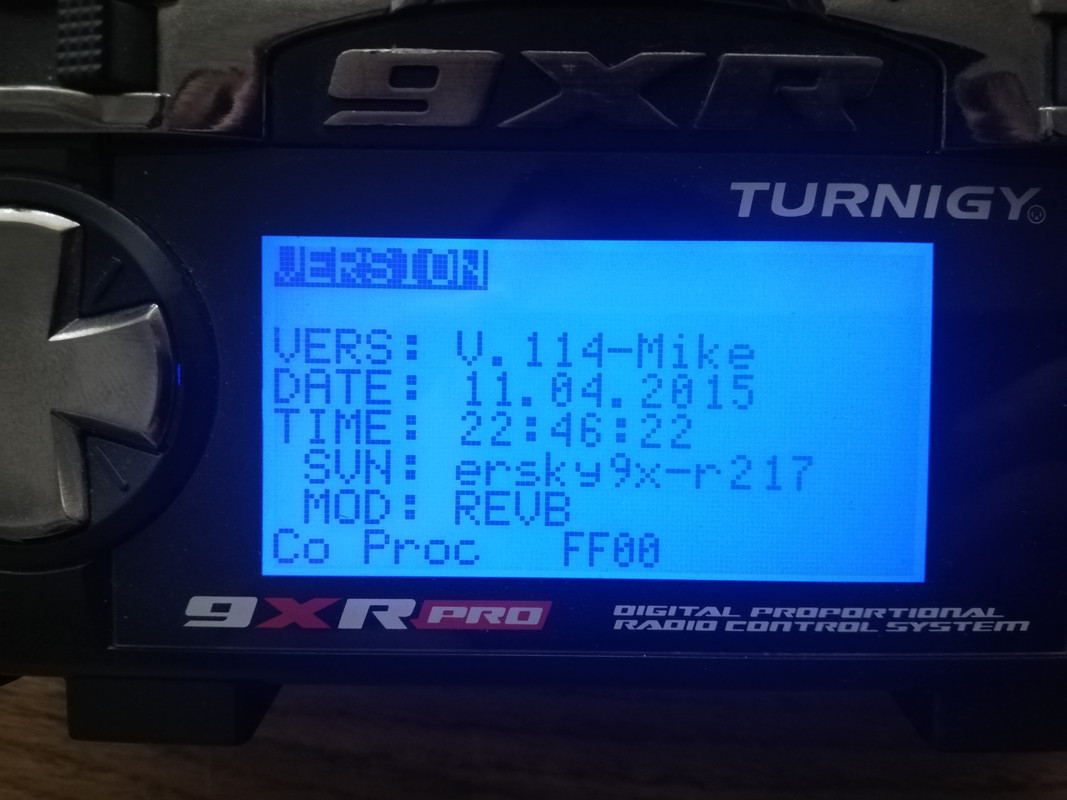 9XR
TURNIGY
VERSION
VERS: V.114-Mike
DATE: 11.04.2015
TIME: 22:46:22
SVN: ersky9x-r217
MOD: REVB
Co Proc FF00
9XR PRO
DIGITAL PROPORTIONAL
RADIO CONTROL SYSTEM